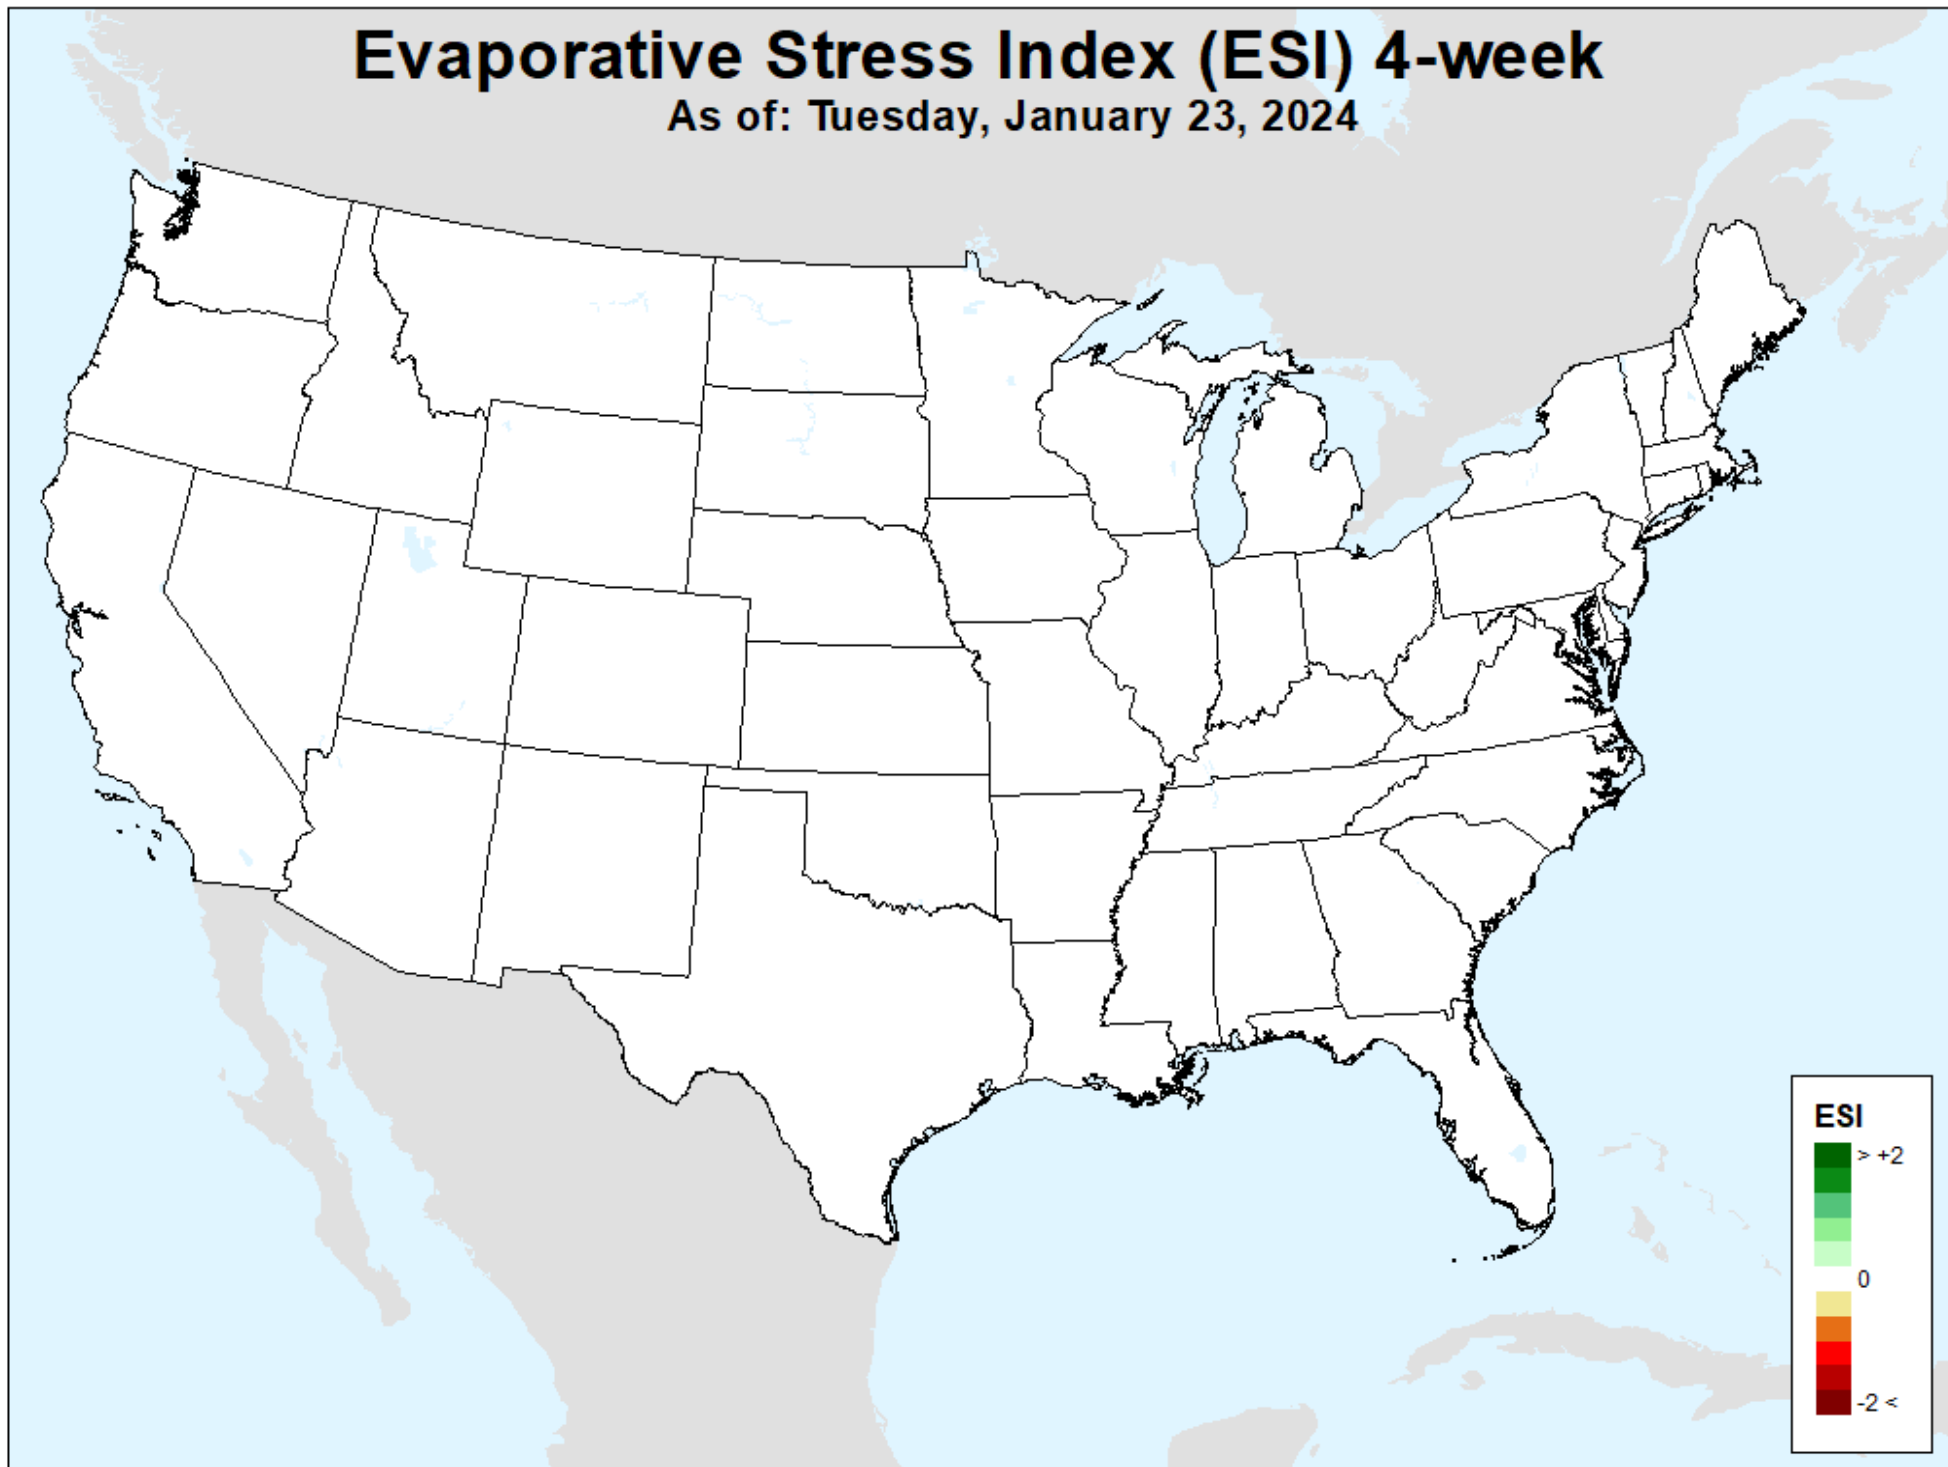 Evaporative Stress Index (ESI) 4-week
As of: Tuesday, January 23, 2024
ESI
> +2
0
-2 <